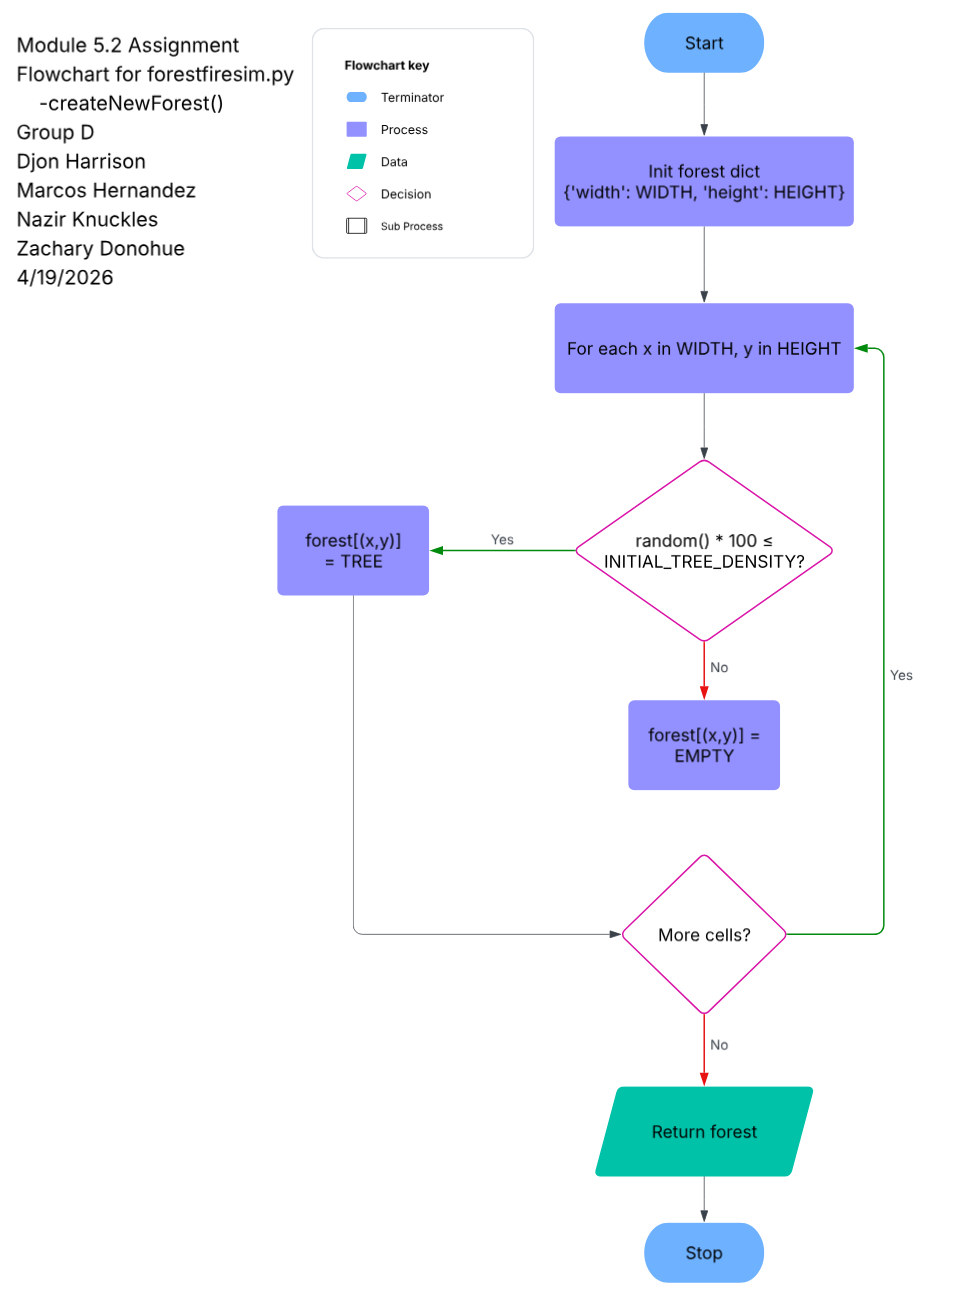 Module 5.2 Assignment
Flowchart for forestfiresim.py
-createNewForest()
Group D
Djon Harrison
Marcos Hernandez
Nazir Knuckles
Zachary Donohue
4/19/2026
Flowchart key
Terminator
Process
Data
Decision
Sub Process
Start
Init forest dict
{'width': WIDTH, 'height': HEIGHT}
For each x in WIDTH, y in HEIGHT
random() * 100 ≤
INITIAL_TREE_DENSITY?
Yes
forest[(x,y)]
= TREE
No
forest[(x,y)] =
EMPTY
Yes
More cells?
No
Return forest
Stop